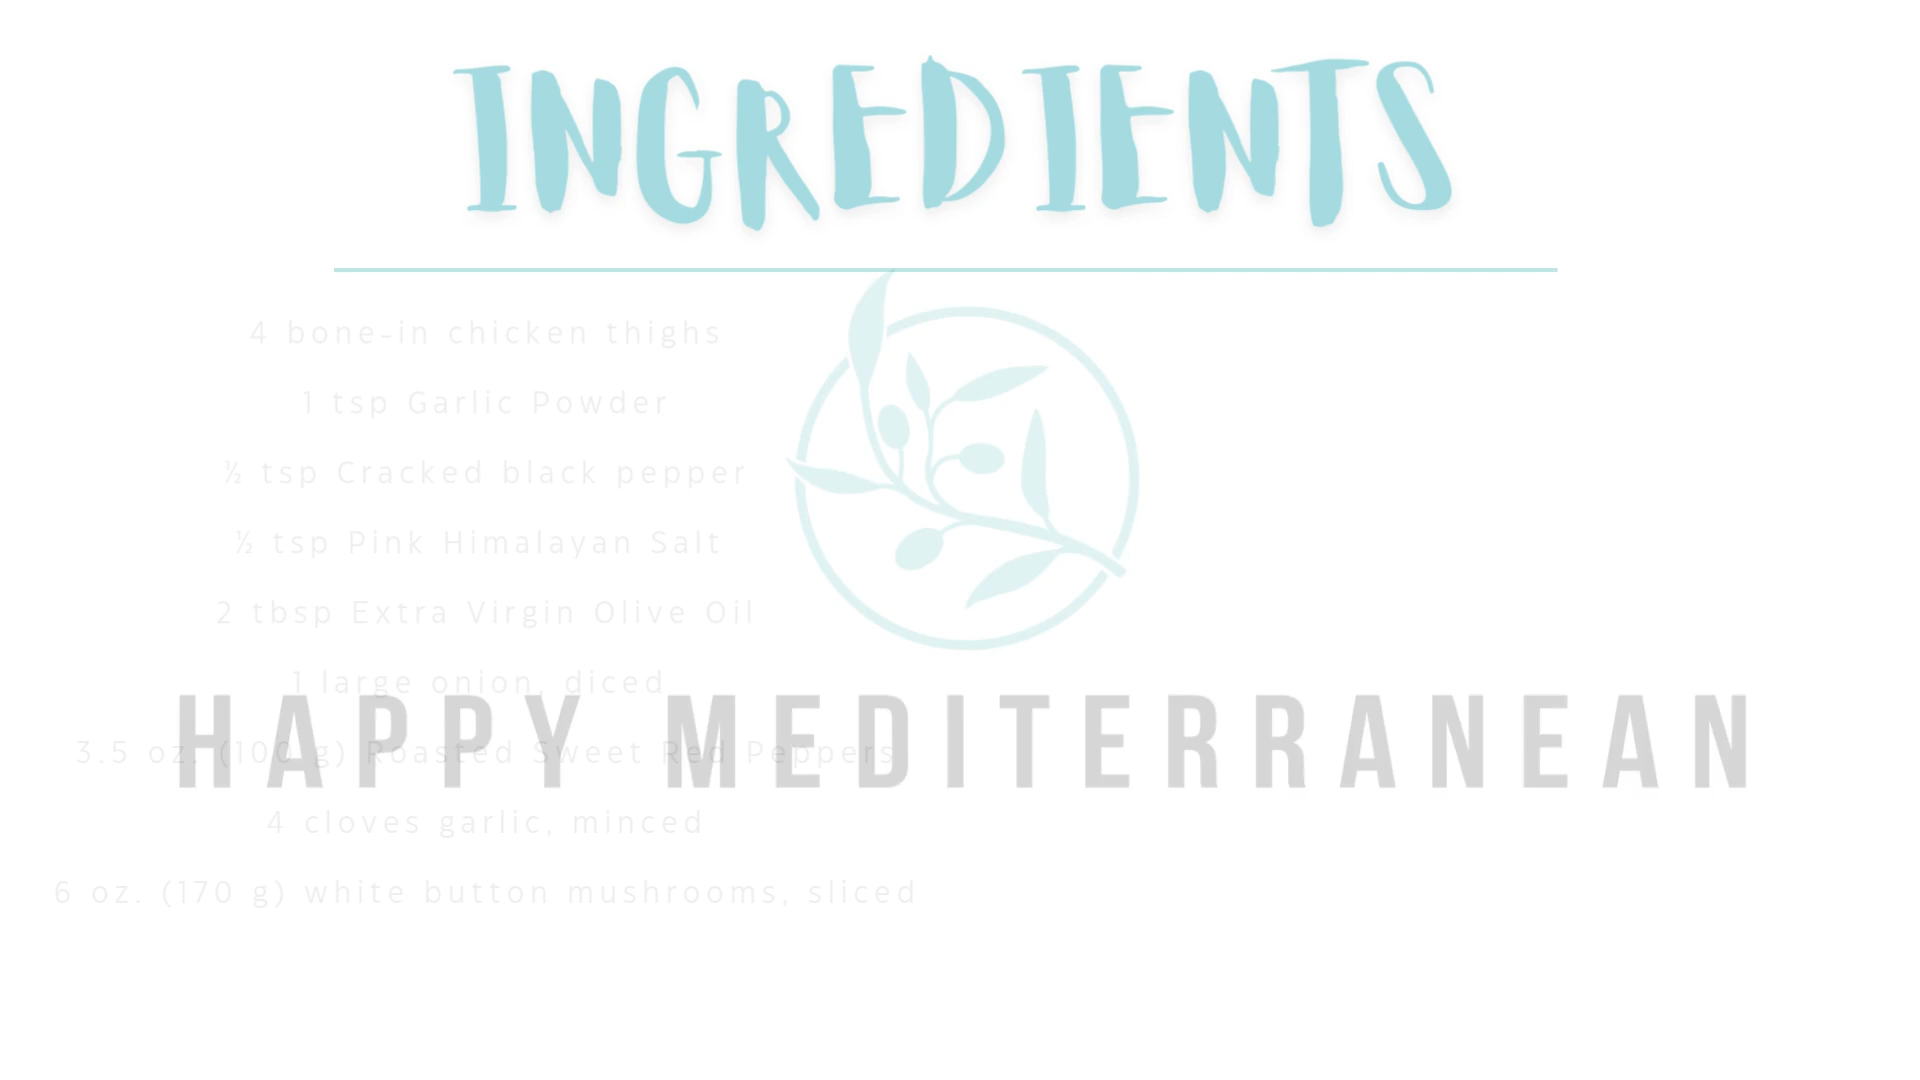 INGREDIENTS
4 bone-in chicken thighs
1 tsp Garlic Powder
½ tsp Cracked black pepper
½ tsp Pink Himalayan Salt
2 tbsp Extra Virgin Olive Oil
1 large onion, diced
HAPPY MEDITERRANEAN
3.5 oz. (100 g) Roasted Sweet Red Peppers
4 cloves garlic, minced
6 oz. (170 g) white button mushrooms, sliced